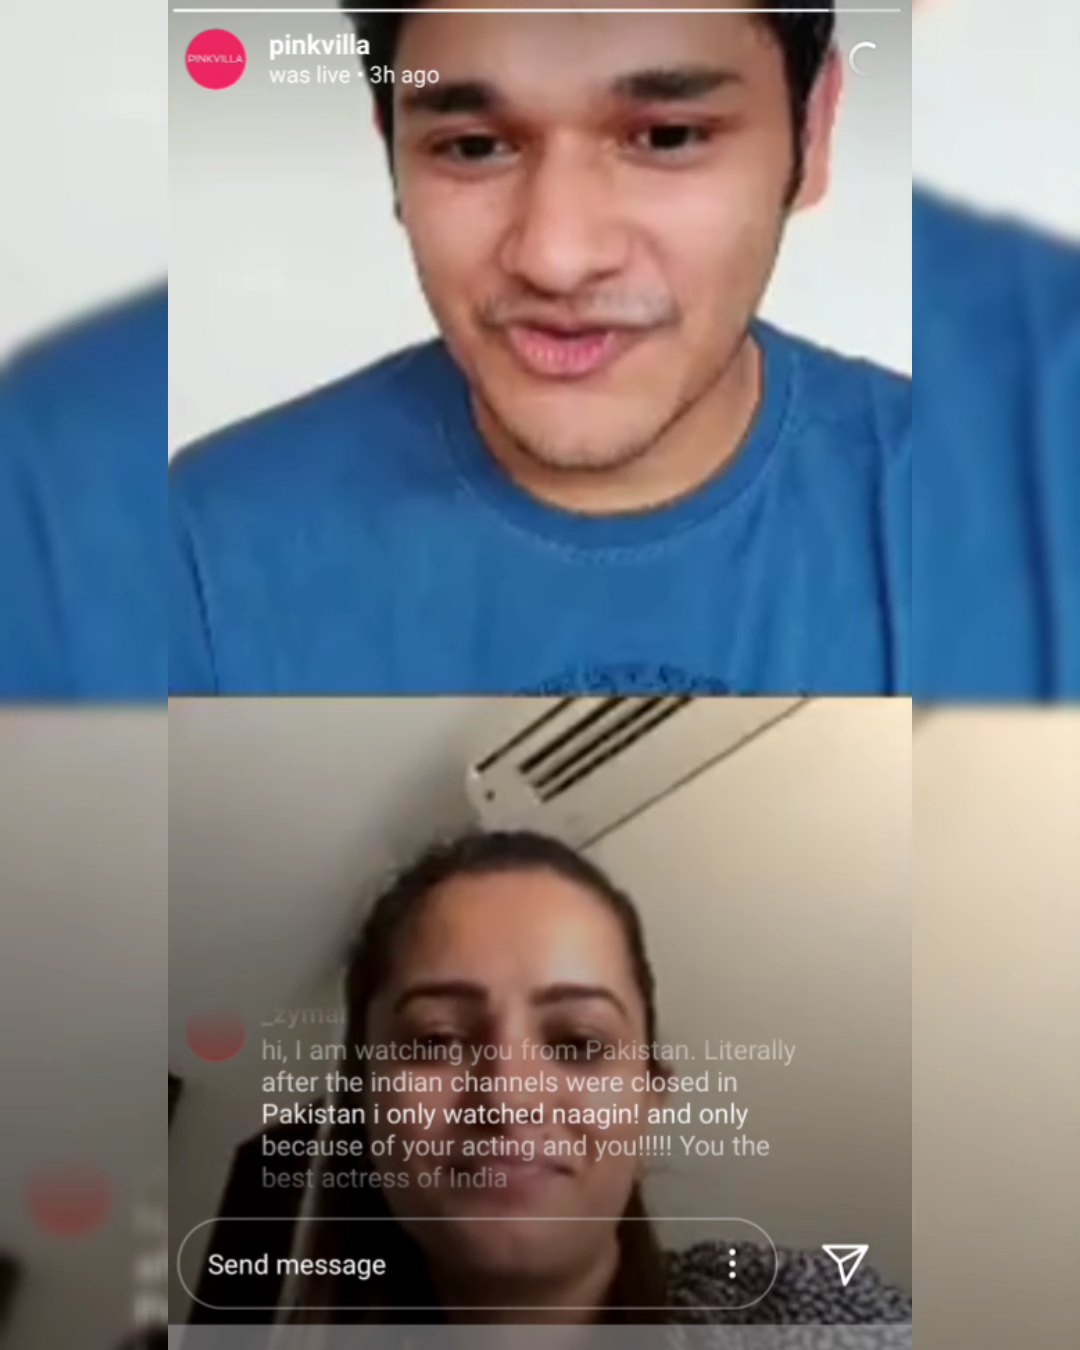 PINKVILLA
pinkvilla
was live • 3h ago
_zymal
hi, I am watching you from Pakistan. Literally
after the indian channels were closed in
Pakistan i only watched naagin! and only
because of your acting and you!!!!! You the
best actress of India
Send message